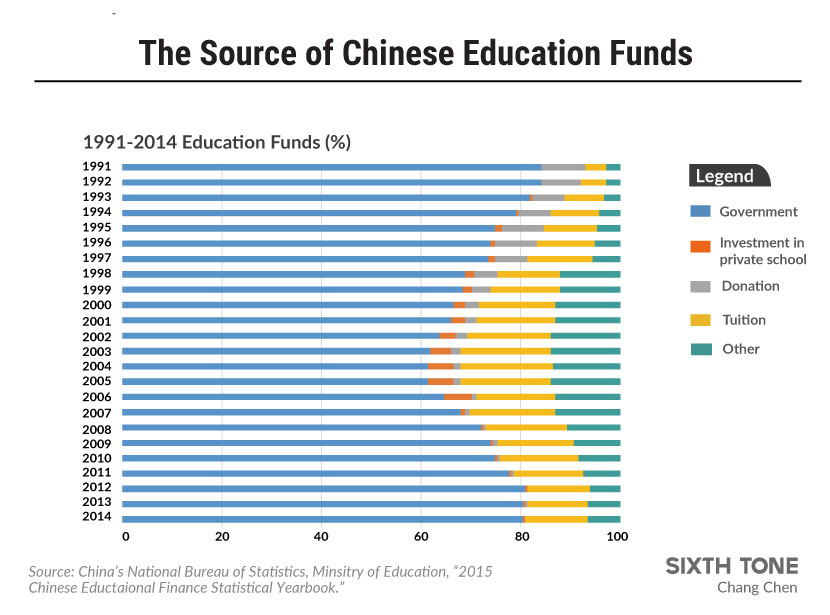 The Source of Chinese Education Funds
1991-2014 Education Funds (%)
1991
1992
1993
1994
1995
1996
1997
1998
1999
2000
2001
2002
2003
2004
2005
2006
2007
2008
2009
2010
2011
2012
2013
2014
0 20 40 60 80 100
Legend
Government
Investment in
private school
Donation
Tuition
Other
Source: China's National Bureau of Statistics, Minsitry of Education, “2015
Chinese Eductaional Finance Statistical Yearbook.”
SIXTH TONE
Chang Chen